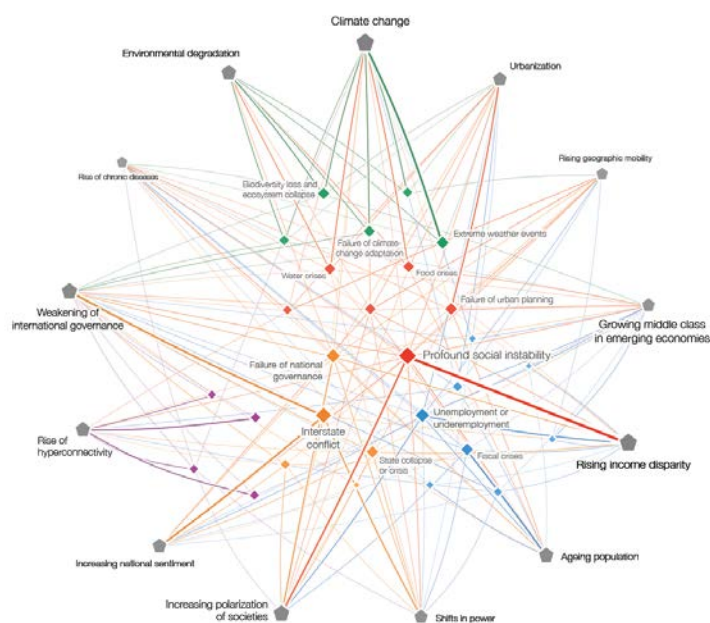 Climate change
Environmental degradation
Urbanization
Rise of chronic diseases
Rising geographic mobility
Biodiversity loss and
ecosystem collapse
Failure of climate-
change adaptation
Extreme weather events
Water crises
Food crises
Weakening of
international governance
Failure of urban planning
Growing middle class
in emerging economies
Failure of national
governance
Profound social instability
Rise of
hyperconnectivity
Interstate
conflict
Unemployment or
underemployment
State collapse
or crisis
Fiscal crises
Rising income disparity
Increasing national sentiment
Ageing population
Increasing polarization
of societies
Shifts in power